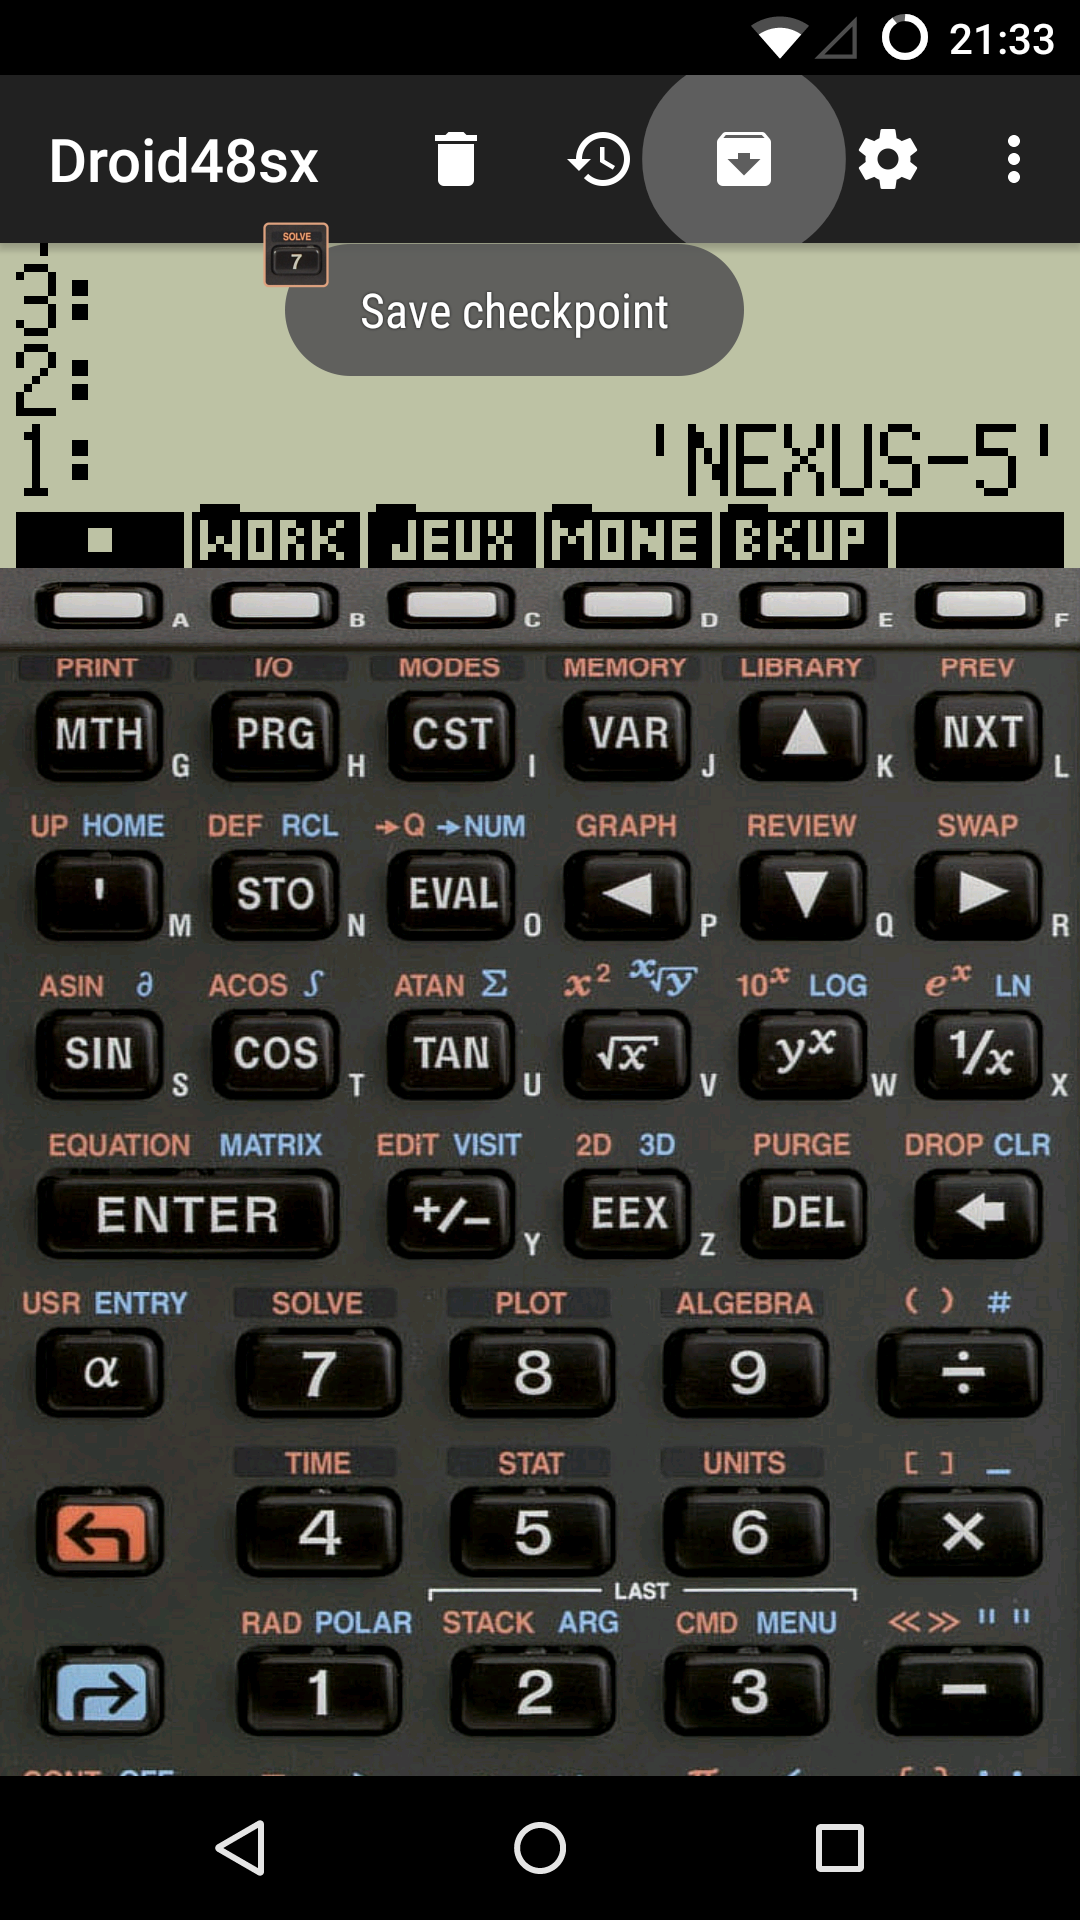 21:33
Droid48sx
SOLVE
7
Save checkpoint
3:
2:
1: 'NEXUS-5'
WORK JEUX MONE BKUP
A B C D E F
PRINT I/O MODES MEMORY LIBRARY PREV
MTH G PRG H CST I VAR J ▲ K NXT L
UP HOME DEF RCL →Q →NUM GRAPH REVIEW SWAP
' M STO N EVAL O ◀ P ▼ Q ▶ R
ASIN ∂ ACOS ∫ ATAN Σ x² ˣ√y 10ˣ LOG eˣ LN
SIN S COS T TAN U √x V yˣ W 1/x X
EQUATION MATRIX EDIT VISIT 2D 3D PURGE DROP CLR
ENTER +/− Y EEX Z DEL ←
USR ENTRY SOLVE PLOT ALGEBRA ( ) #
α 7 8 9 ÷
TIME STAT UNITS [ ] _
4 5 6 ×
LAST
RAD POLAR STACK ARG CMD MENU « » " "
1 2 3 −